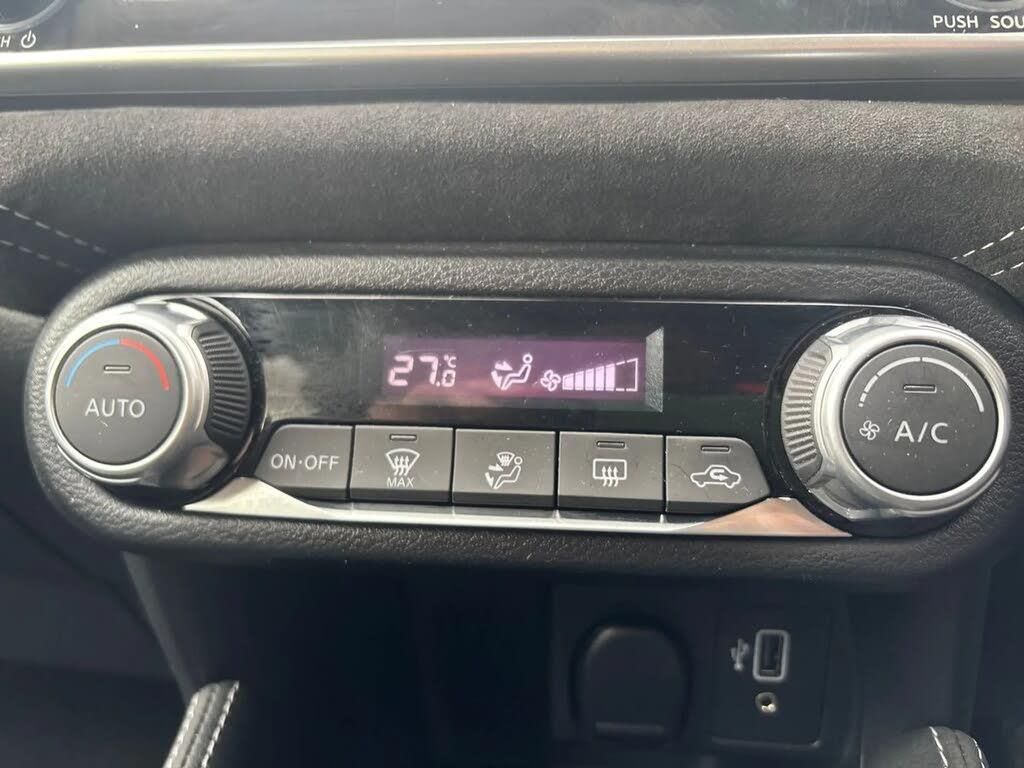 PUSH SOU
27.0°C
AUTO
A/C
ON·OFF
MAX